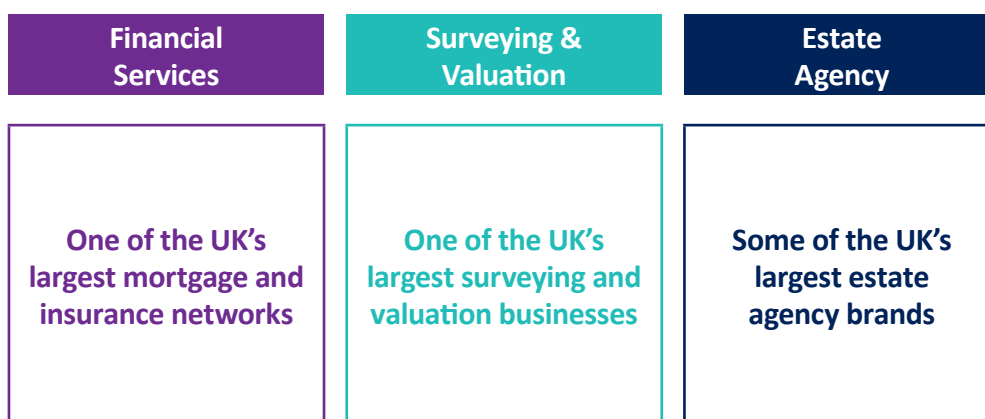 Financial
Services
Surveying &
Valuation
Estate
Agency
One of the UK’s
largest mortgage and
insurance networks
One of the UK’s
largest surveying and
valuation businesses
Some of the UK’s
largest estate
agency brands